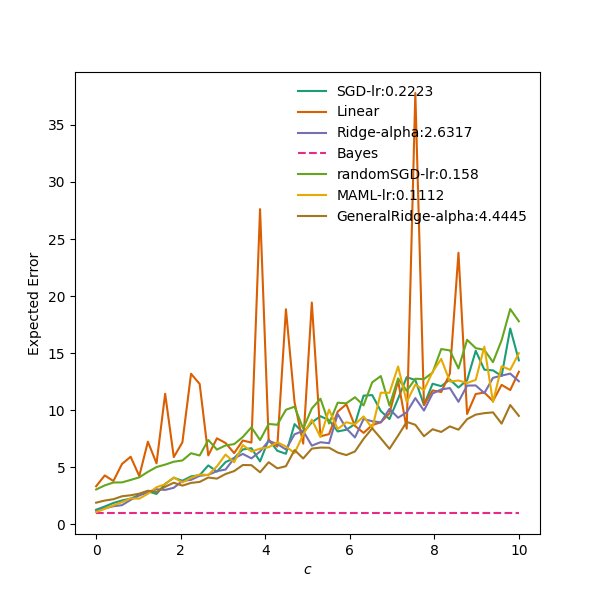 SGD-lr:0.2223
Linear
Ridge-alpha:2.6317
Bayes
randomSGD-lr:0.158
MAML-lr:0.1112
GeneralRidge-alpha:4.4445
Expected Error
35
30
25
20
15
10
5
0
0 2 4 6 8 10
c